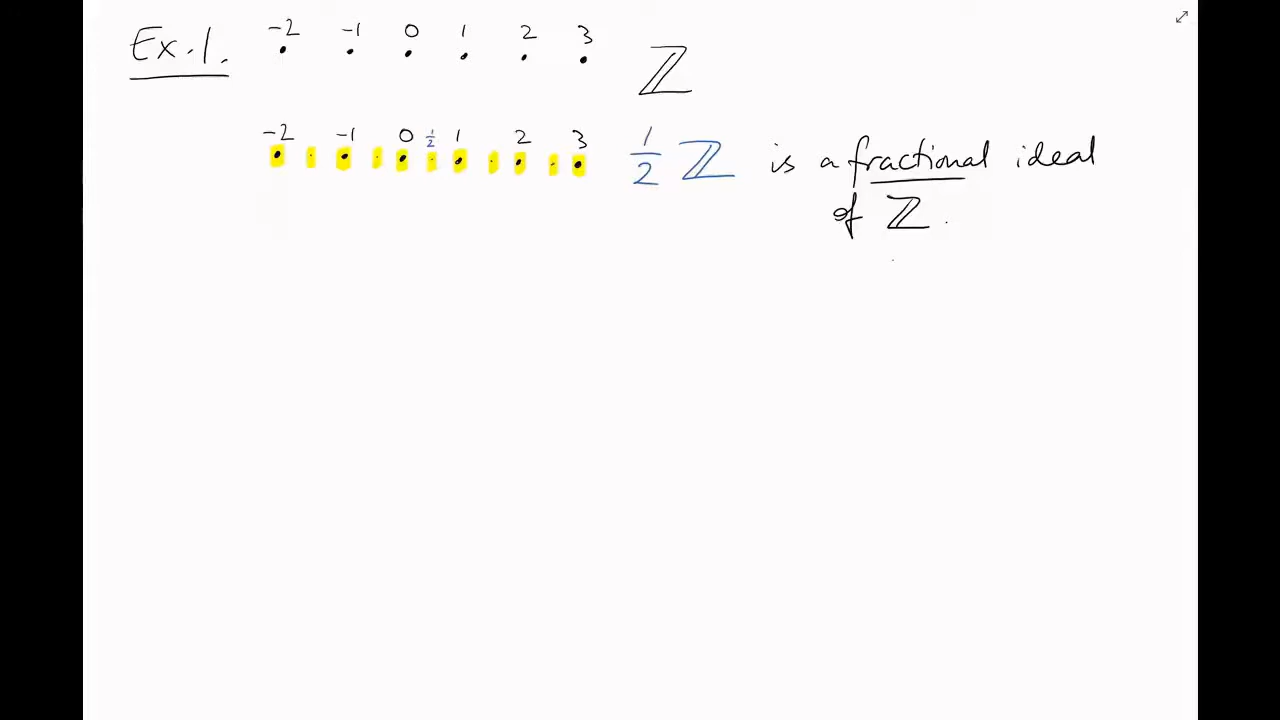 Ex.1. -2 -1 0 1 2 3 ℤ
-2 -1 0 1/2 1 2 3 1/2 ℤ is a fractional ideal
of ℤ.